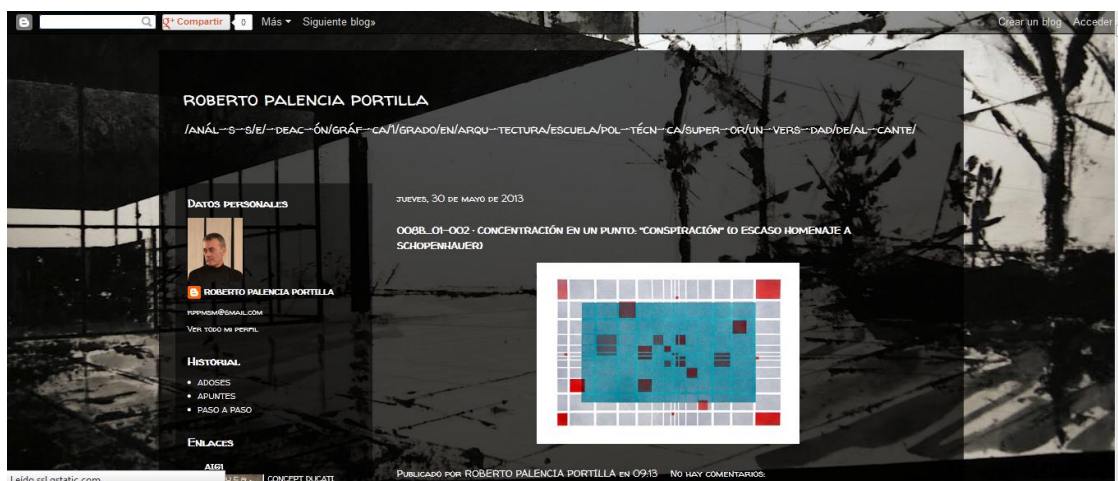 Compartir 0 Más Siguiente blog» Crear un blog Acceder
ROBERTO PALENCIA PORTILLA
/ANÁL--S--S/E/--DEAC--ÓN/GRÁF--CA/1/GRADO/EN/ARQU--TECTURA/ESCUELA/POL--TÉCN--CA/SUPER--OR/UN--VERS--DAD/DE/AL--CANTE/
DATOS PERSONALES
ROBERTO PALENCIA PORTILLA
RPPMSM@GMAIL.COM
VER TODO MI PERFIL
HISTORIAL
ADOSES
APUNTES
PASO A PASO
ENLACES
AIG1
CONCEPT DUCATI
JUEVES, 30 DE MAYO DE 2013
008B_01-002 · CONCENTRACIÓN EN UN PUNTO: "CONSPIRACIÓN" (O ESCASO HOMENAJE A
SCHOPENHAUER)
PUBLICADO POR ROBERTO PALENCIA PORTILLA EN 09:13 NO HAY COMENTARIOS:
Leído ssl.gstatic.com